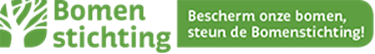 Bomen
stichting
Bescherm onze bomen,
steun de Bomenstichting!